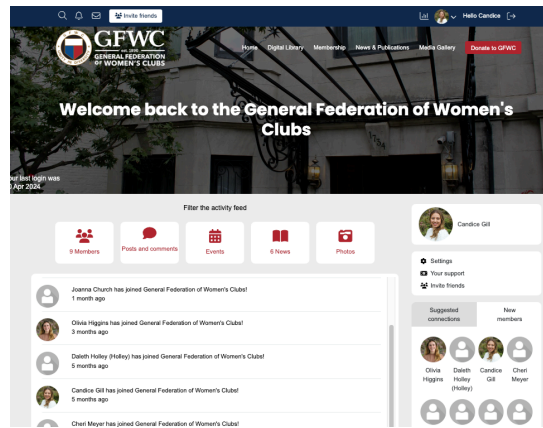 Invite friends
Hello Candice
GFWC
EST. 1890
GENERAL FEDERATION
OF WOMEN'S CLUBS
Home Digital Library Membership News & Publications Media Gallery Donate to GFWC
Welcome back to the General Federation of Women's
Clubs
1734
our last login was
Apr 2024
Filter the activity feed
9 Members
Posts and comments
Events
6 News
Photos
Joanna Church has joined General Federation of Women's Clubs!
1 month ago
Olivia Higgins has joined General Federation of Women's Clubs!
3 months ago
Daleth Holley (Holley) has joined General Federation of Women's Clubs!
5 months ago
Candice Gill has joined General Federation of Women's Clubs!
5 months ago
Cheri Meyer has joined General Federation of Women's Clubs!
Candice Gill
Settings
Your support
Invite friends
Suggested
connections
New
members
Olivia
Higgins
Daleth
Holley
(Holley)
Candice
Gill
Cheri
Meyer